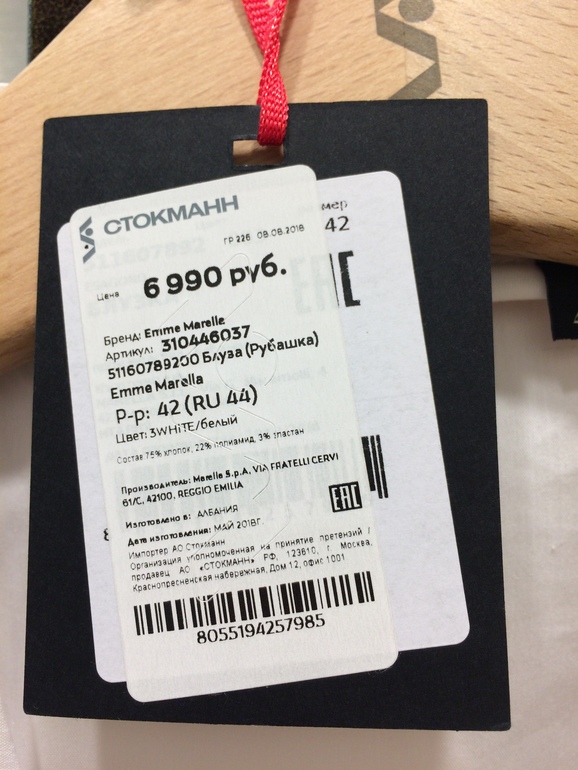 СТОКМАНН
ГР 226 08.08.2018
Цена 6 990 руб.
Бренд: Emme Marella
Артикул: 310446037
51160789200 Блуза (Рубашка)
Emme Marella
Р-р: 42 (RU 44)
Цвет: 3WHITE/белый
Состав 75% хлопок, 22% полиамид, 3% эластан
Производитель: Marella S.p.A, VIA FRATELLI CERVI
61/C, 42100, REGGIO EMILIA
Изготовлено в: АЛБАНИЯ
Дата изготовления: МАЙ 2018Г.
EAC
Импортер АО Стокманн
Организация уполномоченная на принятие претензий /
продавец АО «СТОКМАНН» РФ, 123610, г. Москва,
Краснопресненская набережная, Дом 12, офис 1001
8055194257985
мер
42
EAC